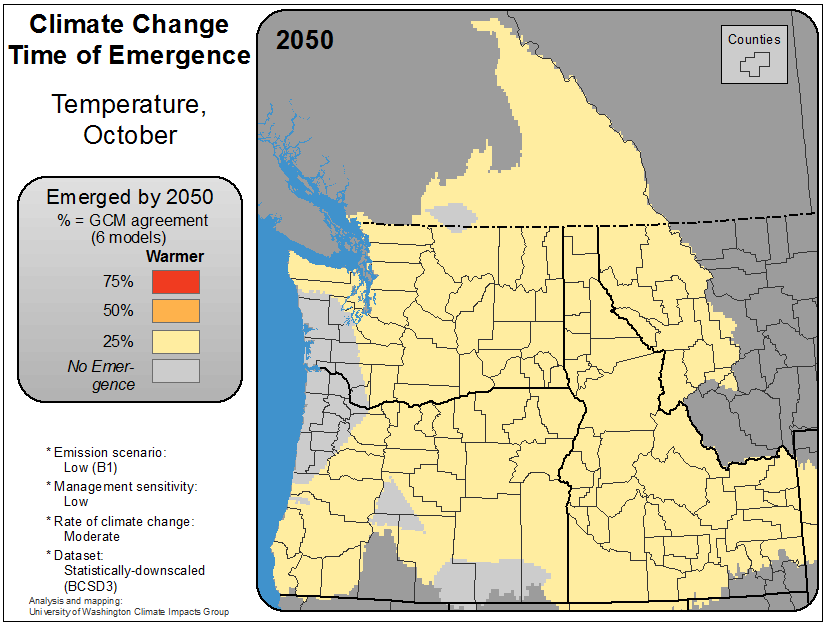 Climate Change
Time of Emergence
Temperature,
October
Emerged by 2050
% = GCM agreement
(6 models)
Warmer
75%
50%
25%
No Emer-
gence
* Emission scenario:
Low (B1)
* Management sensitivity:
Low
* Rate of climate change:
Moderate
* Dataset:
Statistically-downscaled
(BCSD3)
Analysis and mapping:
University of Washington Climate Impacts Group
2050
Counties